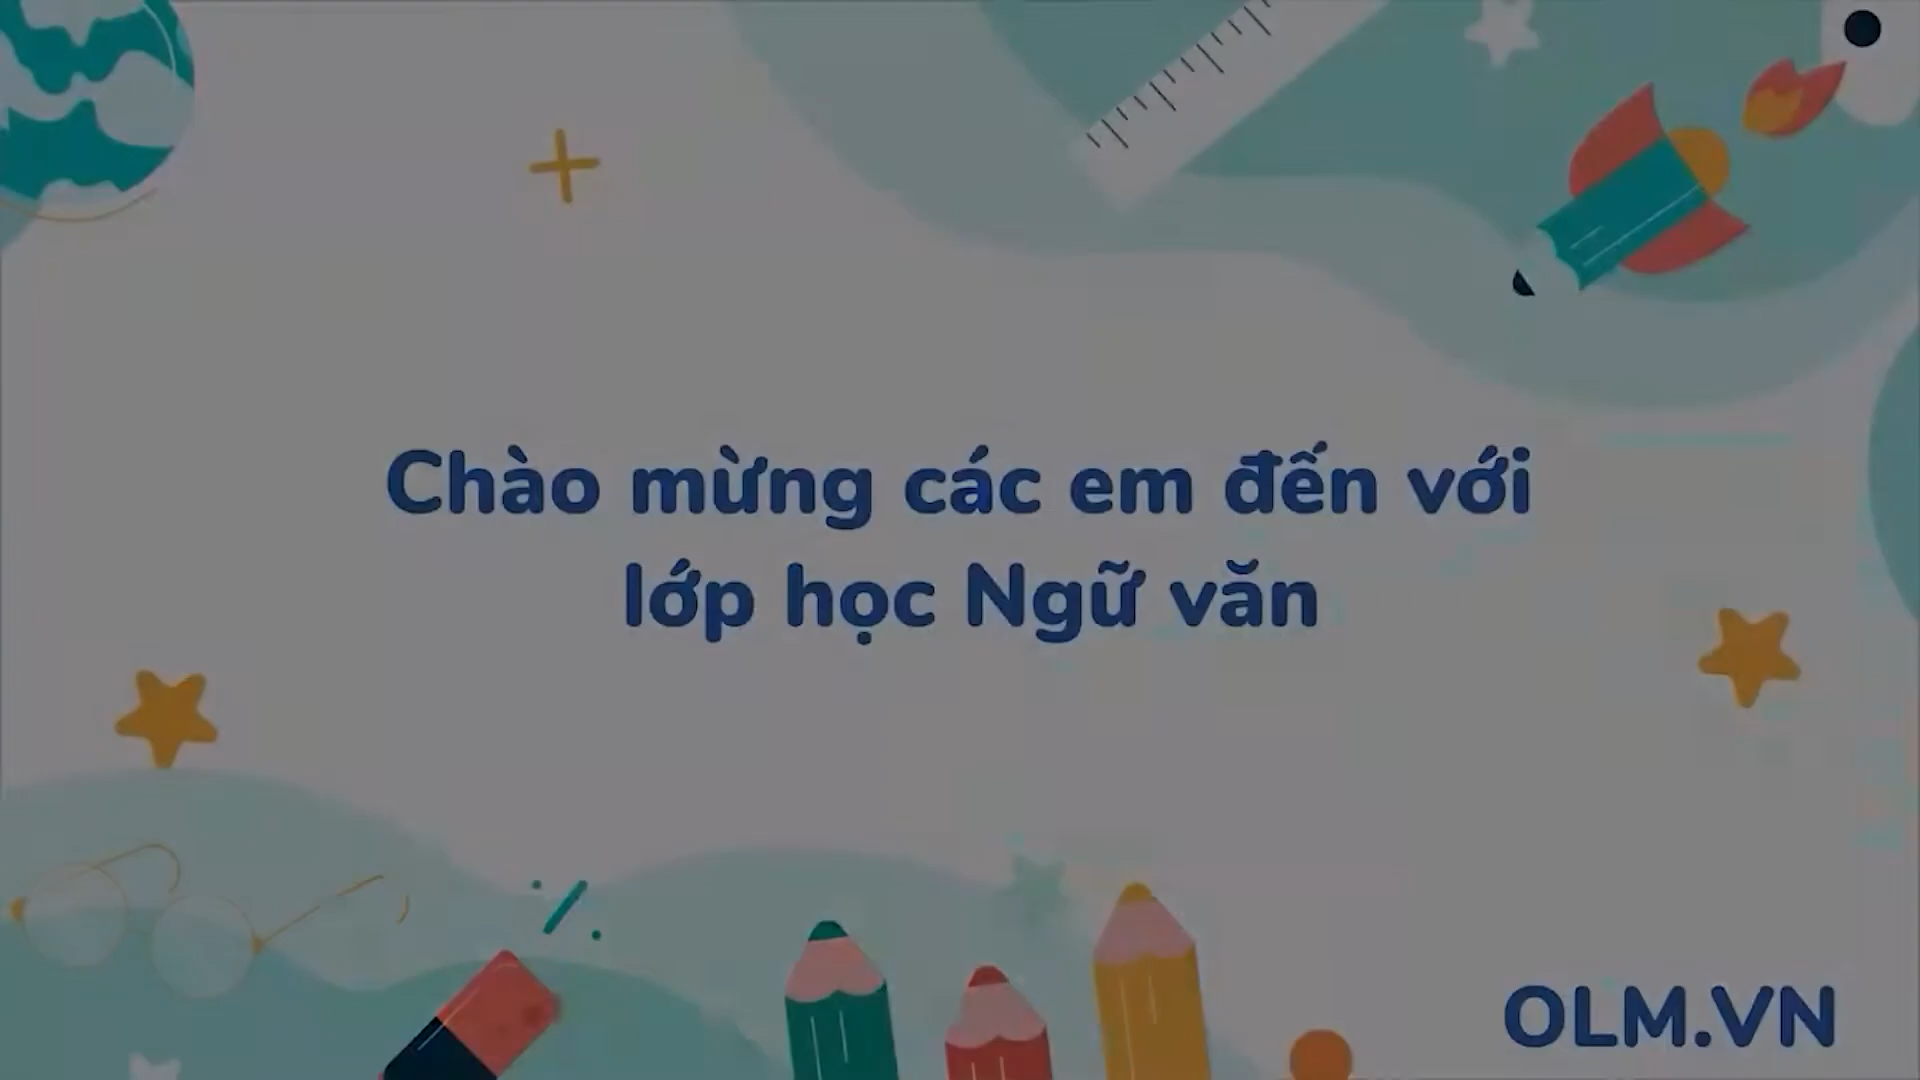 Chào mừng các em đến với
lớp học Ngữ văn
OLM.VN